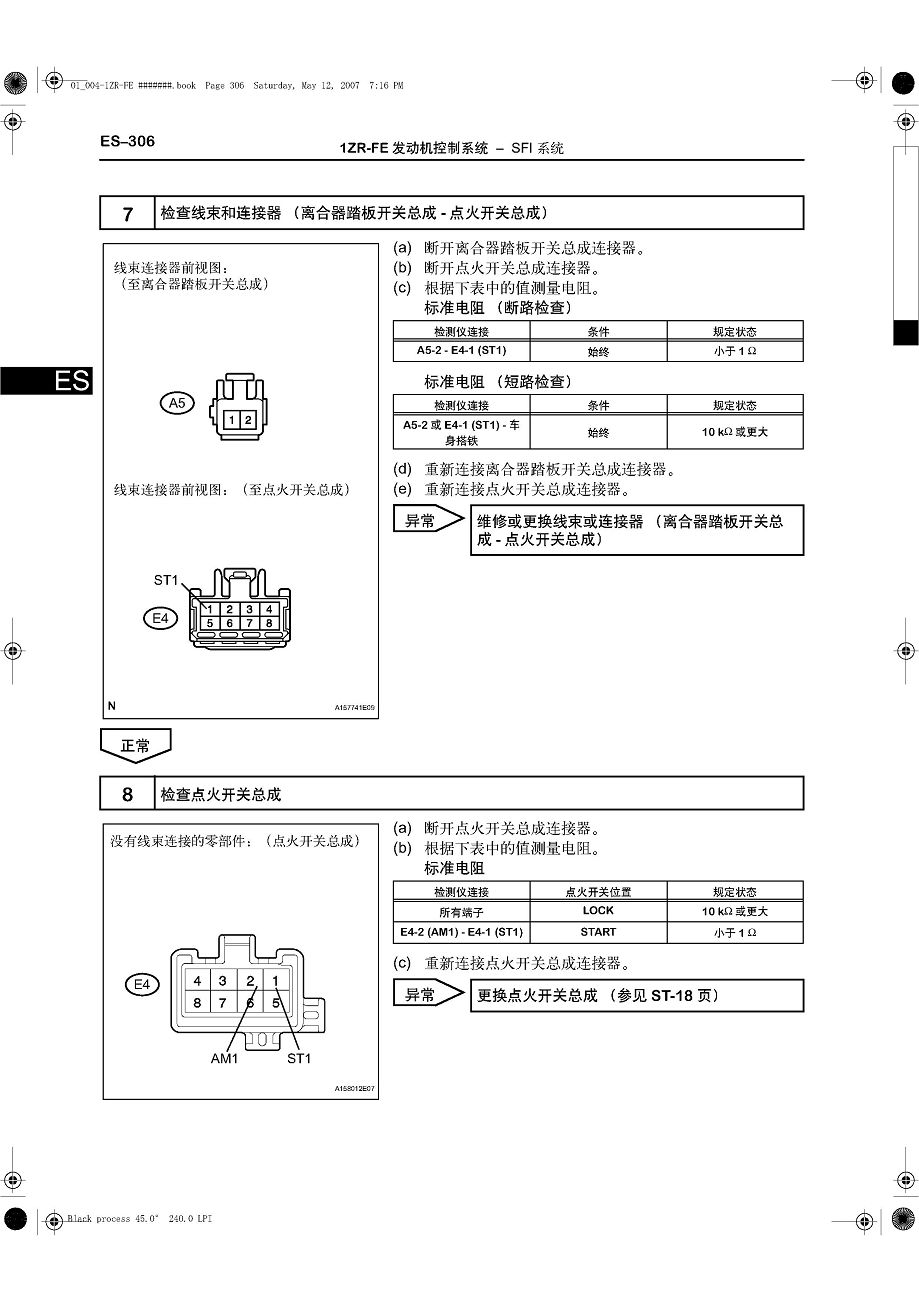 01_004-1ZR-FE #######.book Page 306 Saturday, May 12, 2007 7:16 PM
ES–306
1ZR-FE 发动机控制系统 – SFI 系统
7 检查线束和连接器 （离合器踏板开关总成 - 点火开关总成）
线束连接器前视图：
（至离合器踏板开关总成）
A5
1 2
线束连接器前视图：（至点火开关总成）
ST1
E4
1 2 3 4
5 6 7 8
N
A157741E09
(a) 断开离合器踏板开关总成连接器。
(b) 断开点火开关总成连接器。
(c) 根据下表中的值测量电阻。
标准电阻 （断路检查）
检测仪连接 条件 规定状态
A5-2 - E4-1 (ST1) 始终 小于 1 Ω
标准电阻 （短路检查）
检测仪连接 条件 规定状态
A5-2 或 E4-1 (ST1) - 车
身搭铁 始终 10 kΩ 或更大
(d) 重新连接离合器踏板开关总成连接器。
(e) 重新连接点火开关总成连接器。
异常
维修或更换线束或连接器 （离合器踏板开关总
成 - 点火开关总成）
ES
正常
8 检查点火开关总成
没有线束连接的零部件：（点火开关总成）
E4
4 3 2 1
8 7 6 5
AM1 ST1
A158012E07
(a) 断开点火开关总成连接器。
(b) 根据下表中的值测量电阻。
标准电阻
检测仪连接 点火开关位置 规定状态
所有端子 LOCK 10 kΩ 或更大
E4-2 (AM1) - E4-1 (ST1) START 小于 1 Ω
(c) 重新连接点火开关总成连接器。
异常
更换点火开关总成 （参见 ST-18 页）
Black process 45.0° 240.0 LPI